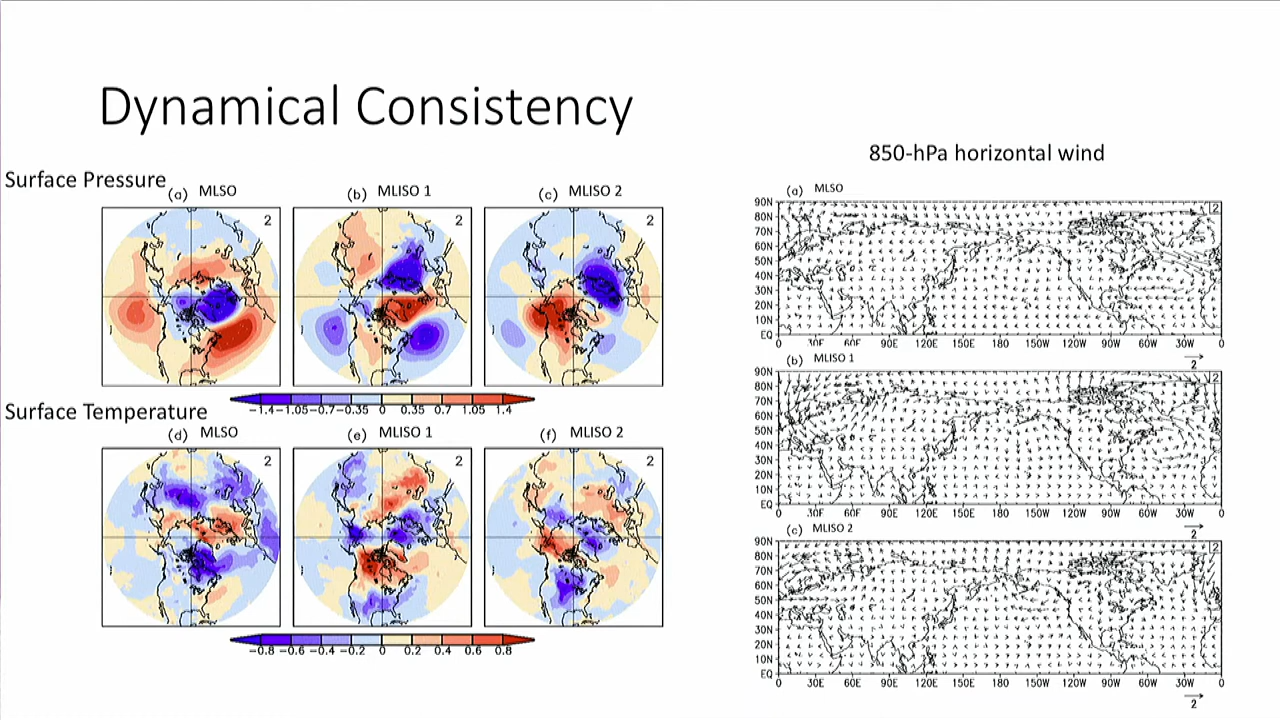 Dynamical Consistency
850-hPa horizontal wind
Surface Pressure
(a) MLSO
(b) MLISO 1
(c) MLISO 2
2
2
2
−1.4 −1.05 −0.7 −0.35 0 0.35 0.7 1.05 1.4
Surface Temperature
(d) MLSO
(e) MLISO 1
(f) MLISO 2
2
2
2
−0.8 −0.6 −0.4 −0.2 0 0.2 0.4 0.6 0.8
(a) MLSO
2
90N
80N
70N
60N
50N
40N
30N
20N
10N
EQ
0 30E 60E 90E 120E 150E 180 150W 120W 90W 60W 30W 0
2
(b) MLISO 1
2
90N
80N
70N
60N
50N
40N
30N
20N
10N
EQ
0 30E 60E 90E 120E 150E 180 150W 120W 90W 60W 30W 0
2
(c) MLISO 2
2
90N
80N
70N
60N
50N
40N
30N
20N
10N
EQ
0 30E 60E 90E 120E 150E 180 150W 120W 90W 60W 30W 0
2